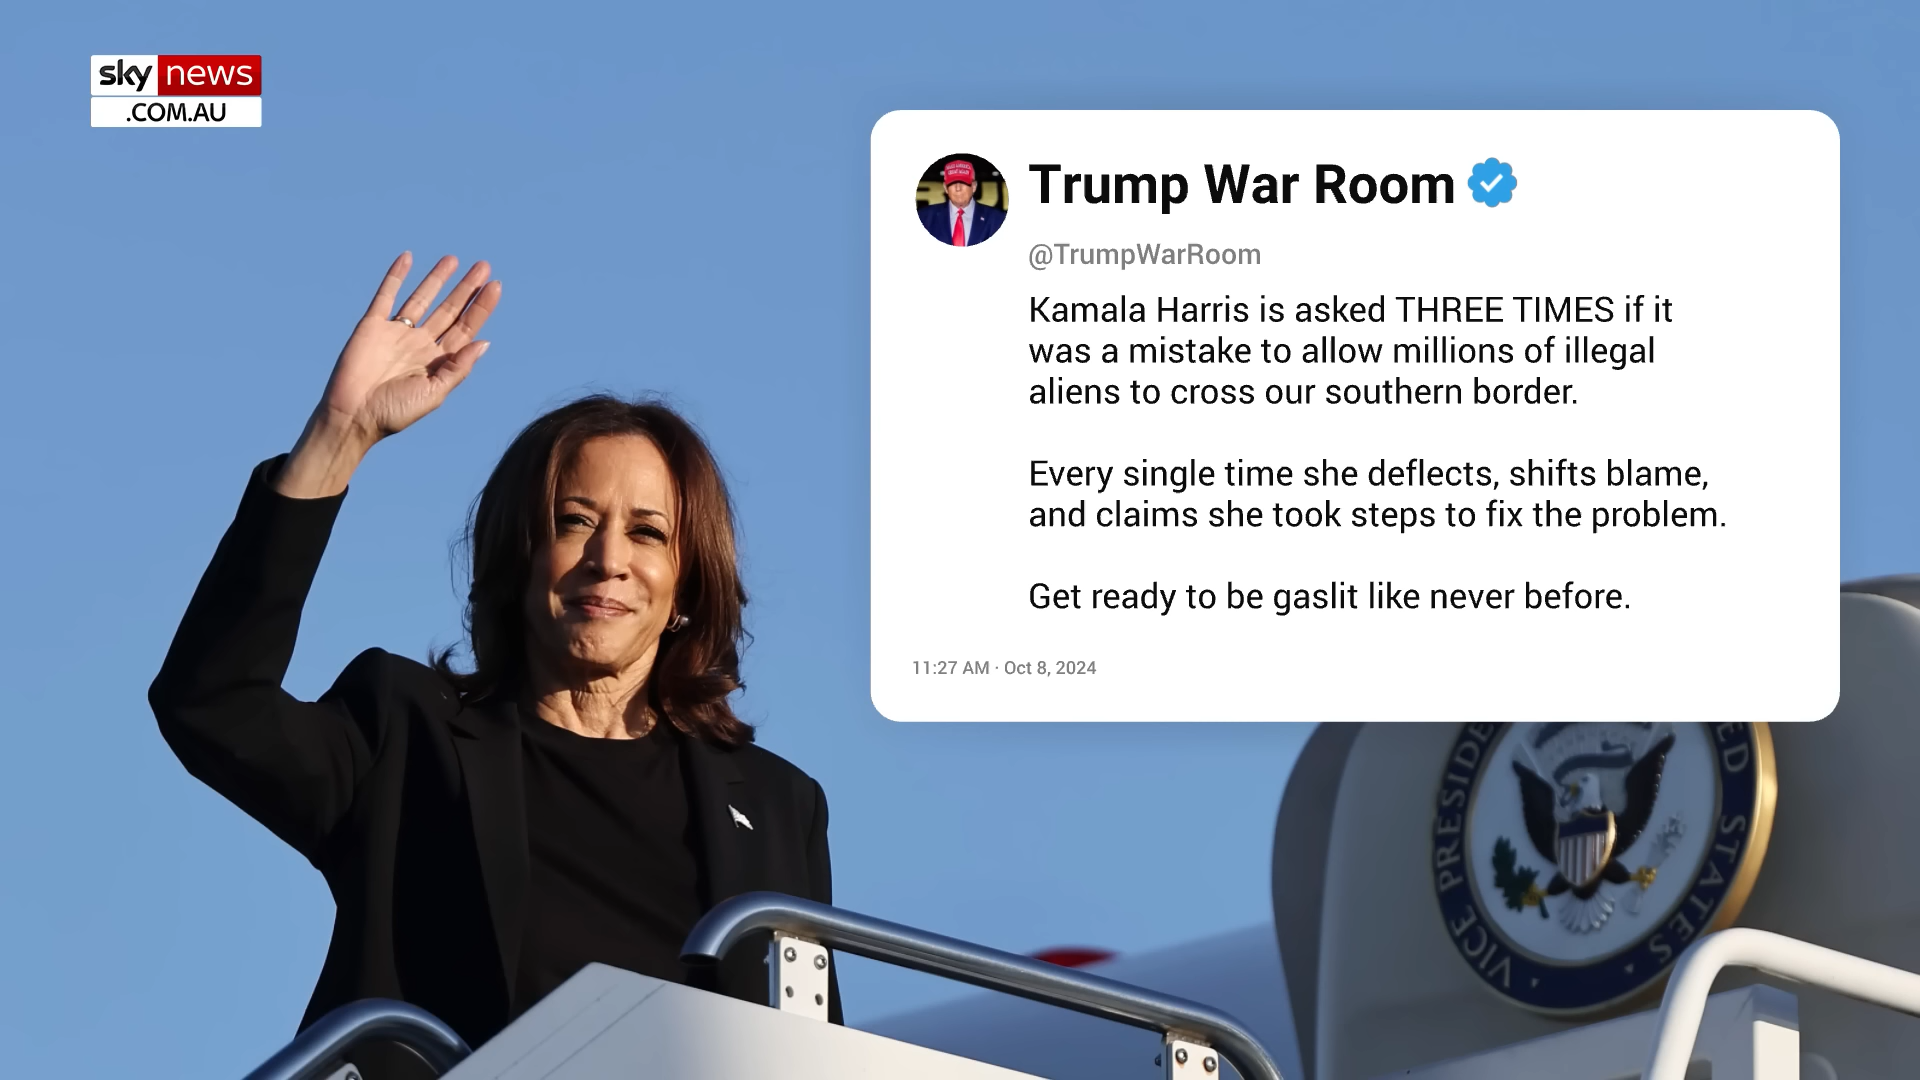 sky news
.COM.AU
Trump War Room
@TrumpWarRoom
Kamala Harris is asked THREE TIMES if it
was a mistake to allow millions of illegal
aliens to cross our southern border.
Every single time she deflects, shifts blame,
and claims she took steps to fix the problem.
Get ready to be gaslit like never before.
11:27 AM · Oct 8, 2024
VICE PRESIDE
ED STATES